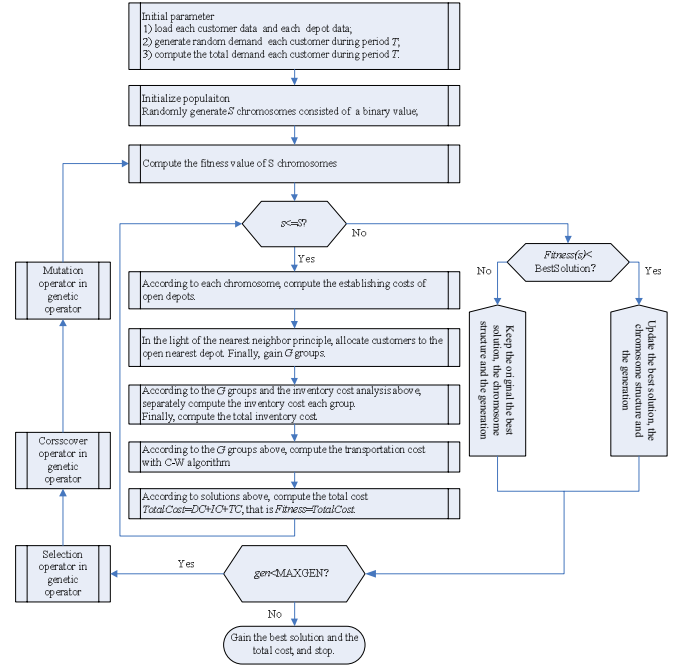 Initial parameter
1) load each customer data and each depot data;
2) generate random demand each customer during period T;
3) compute the total demand each customer during period T.
Initialize populaiton
Randomly generate S chromosomes consisted of a binary value;
Compute the fitness value of S chromosomes
s<=S?
No
Yes
Fitness(s)<
BestSolution?
No
Yes
Mutation
operator in
genetic
operator
According to each chromosome, compute the establishing costs of
open depots.
In the light of the nearest neighbor principle, allocate customers to the
open nearest depot. Finally, gain G groups.
Keep the original the best
solution, the chromosome
structure and the generation
Update the best solution, the
chromosome structure and
the generation
According to the G groups and the inventory cost analysis above,
separately compute the inventory cost each group.
Finally, compute the total inventory cost.
Corsscover
operator in
genetic
operator
According to the G groups above, compute the transportation cost
with C-W algorithm
According to solutions above, compute the total cost
TotalCost=DC+IC+TC, that is Fitness=TotalCost.
Selection
operator in
genetic
operator
Yes
gen<MAXGEN?
No
Gain the best solution and the
total cost, and stop.